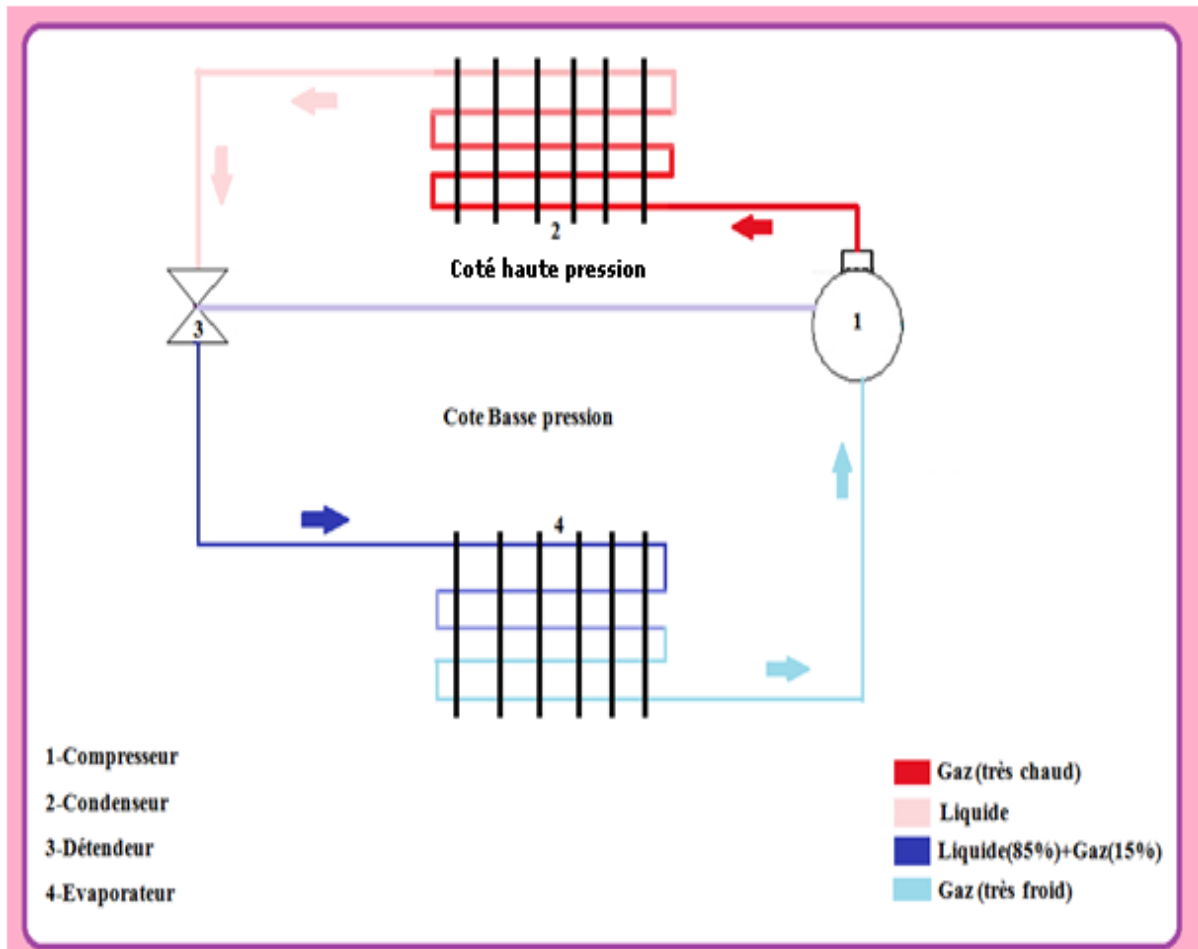 2
Coté haute pression
1
3
Cote Basse pression
4
1-Compresseur
2-Condenseur
3-Détendeur
4-Evaporateur
Gaz (très chaud)
Liquide
Liquide(85%)+Gaz(15%)
Gaz (très froid)